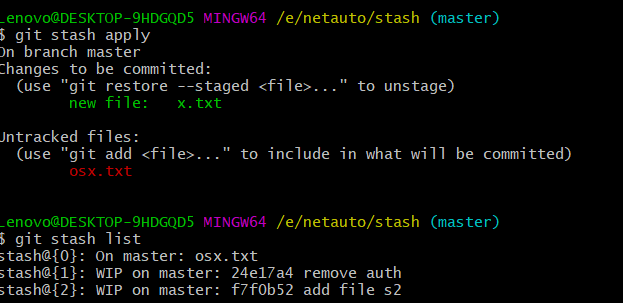 Lenovo@DESKTOP-9HDGQD5 MINGW64 /e/netauto/stash (master)
$ git stash apply
On branch master
Changes to be committed:
  (use "git restore --staged <file>..." to unstage)
        new file:   x.txt

Untracked files:
  (use "git add <file>..." to include in what will be committed)
        osx.txt

Lenovo@DESKTOP-9HDGQD5 MINGW64 /e/netauto/stash (master)
$ git stash list
stash@{0}: On master: osx.txt
stash@{1}: WIP on master: 24e17a4 remove auth
stash@{2}: WIP on master: f7f0b52 add file s2